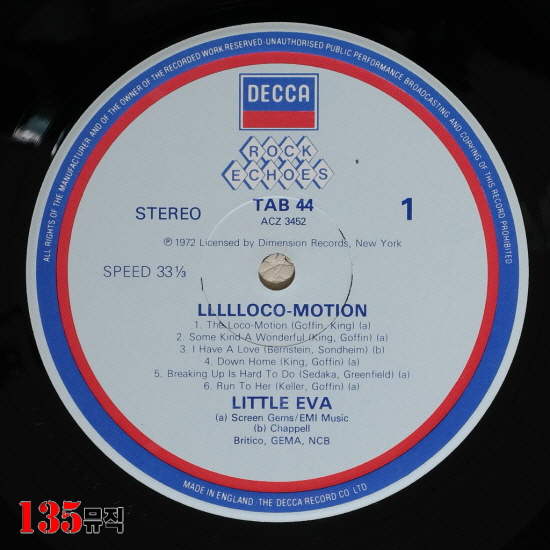 ALL RIGHTS OF THE MANUFACTURER AND OF THE OWNER OF THE RECORDED WORK RESERVED·UNAUTHORISED PUBLIC PERFORMANCE BROADCASTING AND COPYING OF THIS RECORD PROHIBITED
DECCA
ROCK
ECHOES
STEREO
TAB 44
1
ACZ 3452
℗ 1972 Licensed by Dimension Records, New York
SPEED 33⅓
LLLLLOCO-MOTION
1. The Loco-Motion (Goffin, King) (a)
2. Some Kind-A Wonderful (King, Goffin) (a)
3. I Have A Love (Bernstein, Sondheim) (b)
4. Down Home (King, Goffin) (a)
5. Breaking Up Is Hard To Do (Sedaka, Greenfield) (a)
6. Run To Her (Keller, Goffin) (a)
LITTLE EVA
(a) Screen Gems/EMI Music
(b) Chappell
Britico, GEMA, NCB
MADE IN ENGLAND·THE DECCA RECORD CO LTD
135뮤직